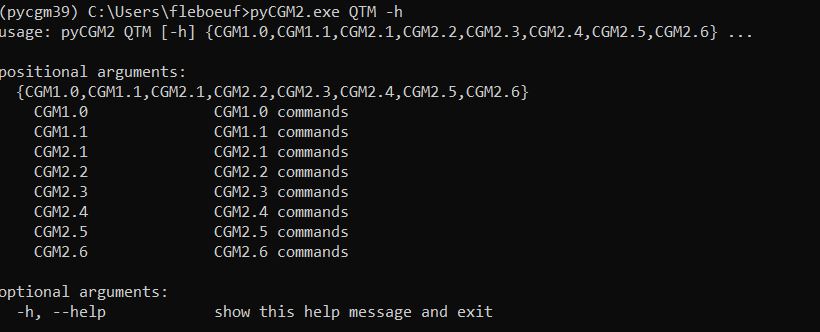 (pycgm39) C:\Users\fleboeuf>pyCGM2.exe QTM -h
usage: pyCGM2 QTM [-h] {CGM1.0,CGM1.1,CGM2.1,CGM2.2,CGM2.3,CGM2.4,CGM2.5,CGM2.6} ...
positional arguments:
{CGM1.0,CGM1.1,CGM2.1,CGM2.2,CGM2.3,CGM2.4,CGM2.5,CGM2.6}
CGM1.0 CGM1.0 commands
CGM1.1 CGM1.1 commands
CGM2.1 CGM2.1 commands
CGM2.2 CGM2.2 commands
CGM2.3 CGM2.3 commands
CGM2.4 CGM2.4 commands
CGM2.5 CGM2.5 commands
CGM2.6 CGM2.6 commands
optional arguments:
-h, --help show this help message and exit